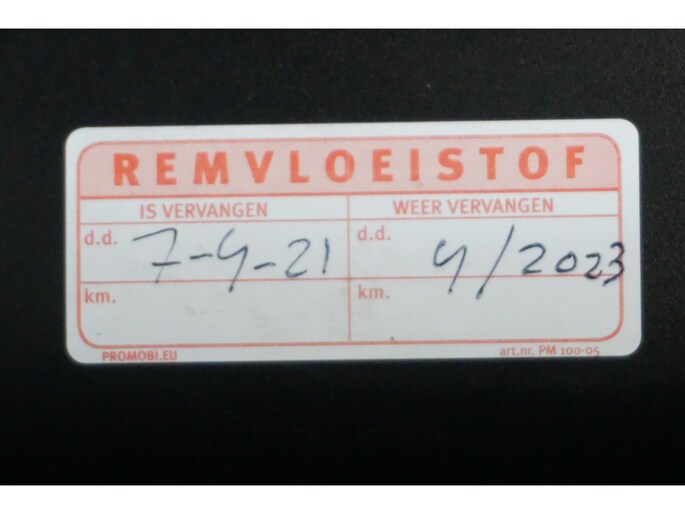 REMVLOEISTOF
IS VERVANGEN WEER VERVANGEN
d.d. 7-4-21 d.d. 4/2023
km. km.
PROMOBI.EU art.nr. PM 100-05